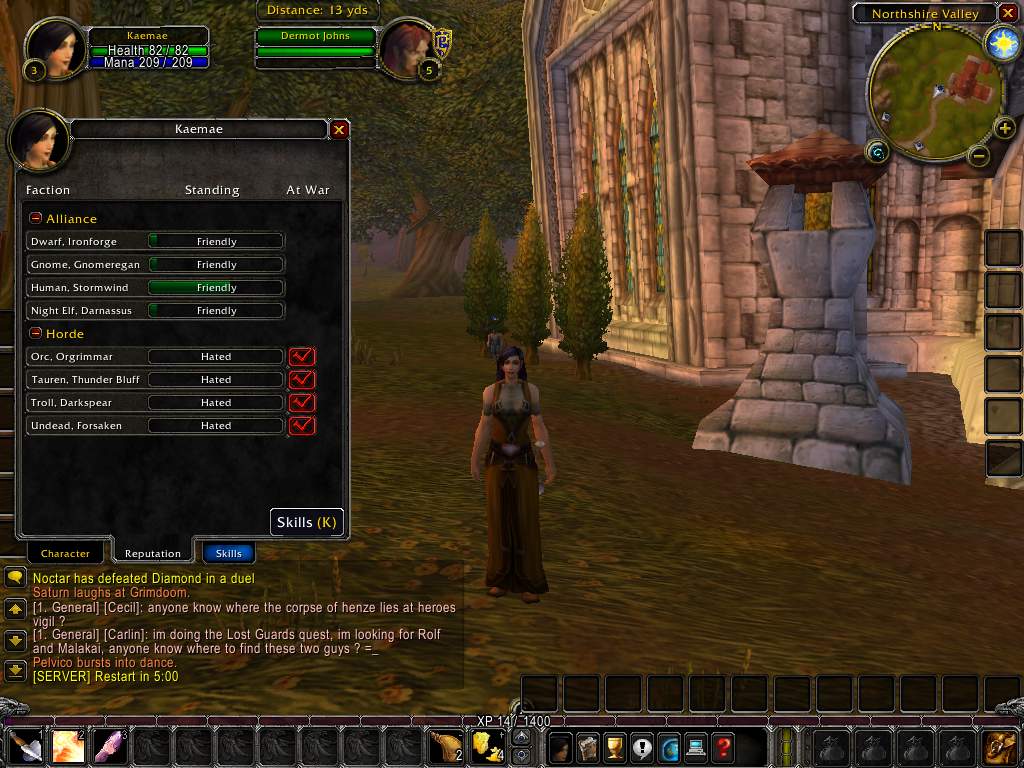 Distance: 13 yds
Kaemae
Health 82 / 82
Mana 209 / 209
3
Dermot Johns
5
Northshire Valley
N
Kaemae
Faction Standing At War
Alliance
Dwarf, Ironforge Friendly
Gnome, Gnomeregan Friendly
Human, Stormwind Friendly
Night Elf, Darnassus Friendly
Horde
Orc, Orgrimmar Hated
Tauren, Thunder Bluff Hated
Troll, Darkspear Hated
Undead, Forsaken Hated
Skills (K)
Character Reputation Skills
Noctar has defeated Diamond in a duel
Saturn laughs at Grimdoom.
[1. General] [Cecil]: anyone know where the corpse of henze lies at heroes
vigil ?
[1. General] [Carlin]: im doing the Lost Guards quest, im looking for Rolf
and Malakai, anyone know where to find these two guys ? =_
Pelvico bursts into dance.
[SERVER] Restart in 5:00
XP 14 / 1400
2 3 2 4